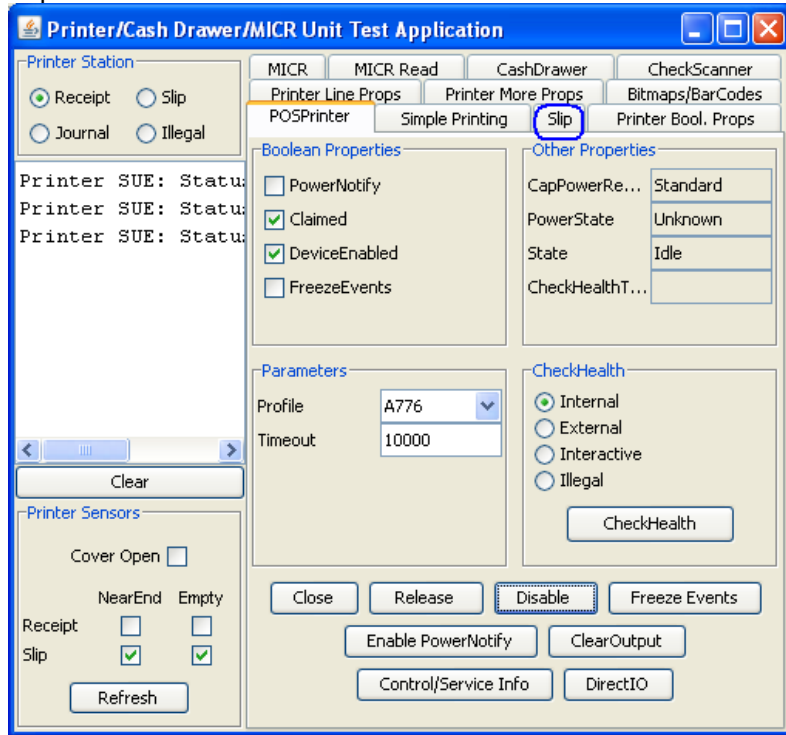 Printer/Cash Drawer/MICR Unit Test Application
Printer Station
Receipt Slip
Journal Illegal
Printer SUE: Statu
Printer SUE: Statu
Printer SUE: Statu
Clear
Printer Sensors
Cover Open
NearEnd Empty
Receipt
Slip
Refresh
MICR MICR Read CashDrawer CheckScanner
Printer Line Props Printer More Props Bitmaps/BarCodes
POSPrinter Simple Printing Slip Printer Bool. Props
Boolean Properties
PowerNotify
Claimed
DeviceEnabled
FreezeEvents
Other Properties
CapPowerRe... Standard
PowerState Unknown
State Idle
CheckHealthT...
Parameters
Profile A776
Timeout 10000
CheckHealth
Internal
External
Interactive
Illegal
CheckHealth
Close Release Disable Freeze Events
Enable PowerNotify ClearOutput
Control/Service Info DirectIO